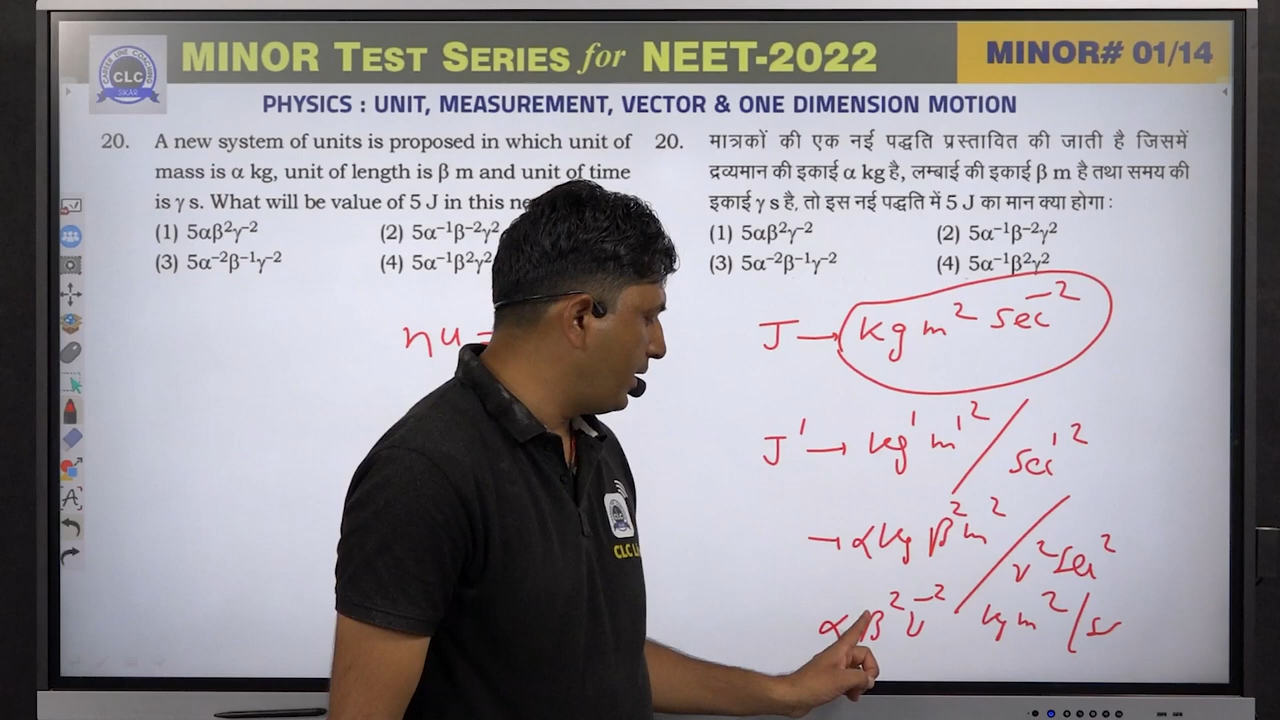 MINOR TEST SERIES for NEET-2022
MINOR# 01/14
CAREER LINE COACHING
CLC
SIKAR
PHYSICS : UNIT, MEASUREMENT, VECTOR & ONE DIMENSION MOTION
20. A new system of units is proposed in which unit of
mass is α kg, unit of length is β m and unit of time
is γ s. What will be value of 5 J in this
(1) 5αβ²γ⁻² (2) 5α⁻¹β⁻²γ²
(3) 5α⁻²β⁻¹γ⁻² (4) 5α⁻¹β²γ²
20. मात्रकों की एक नई पद्धति प्रस्तावित की जाती है जिसमें
द्रव्यमान की इकाई α kg है, लम्बाई की इकाई β m है तथा समय की
इकाई γ s है, तो इस नई पद्धति में 5 J का मान क्या होगा :
(1) 5αβ²γ⁻² (2) 5α⁻¹β⁻²γ²
(3) 5α⁻²β⁻¹γ⁻² (4) 5α⁻¹β²γ²
nu =
J → kg m² sec⁻²
J' → kg' m'² / sec'²
→ α kg β² m² / γ² sec²
αβ²γ⁻² kg m² / s
CLC